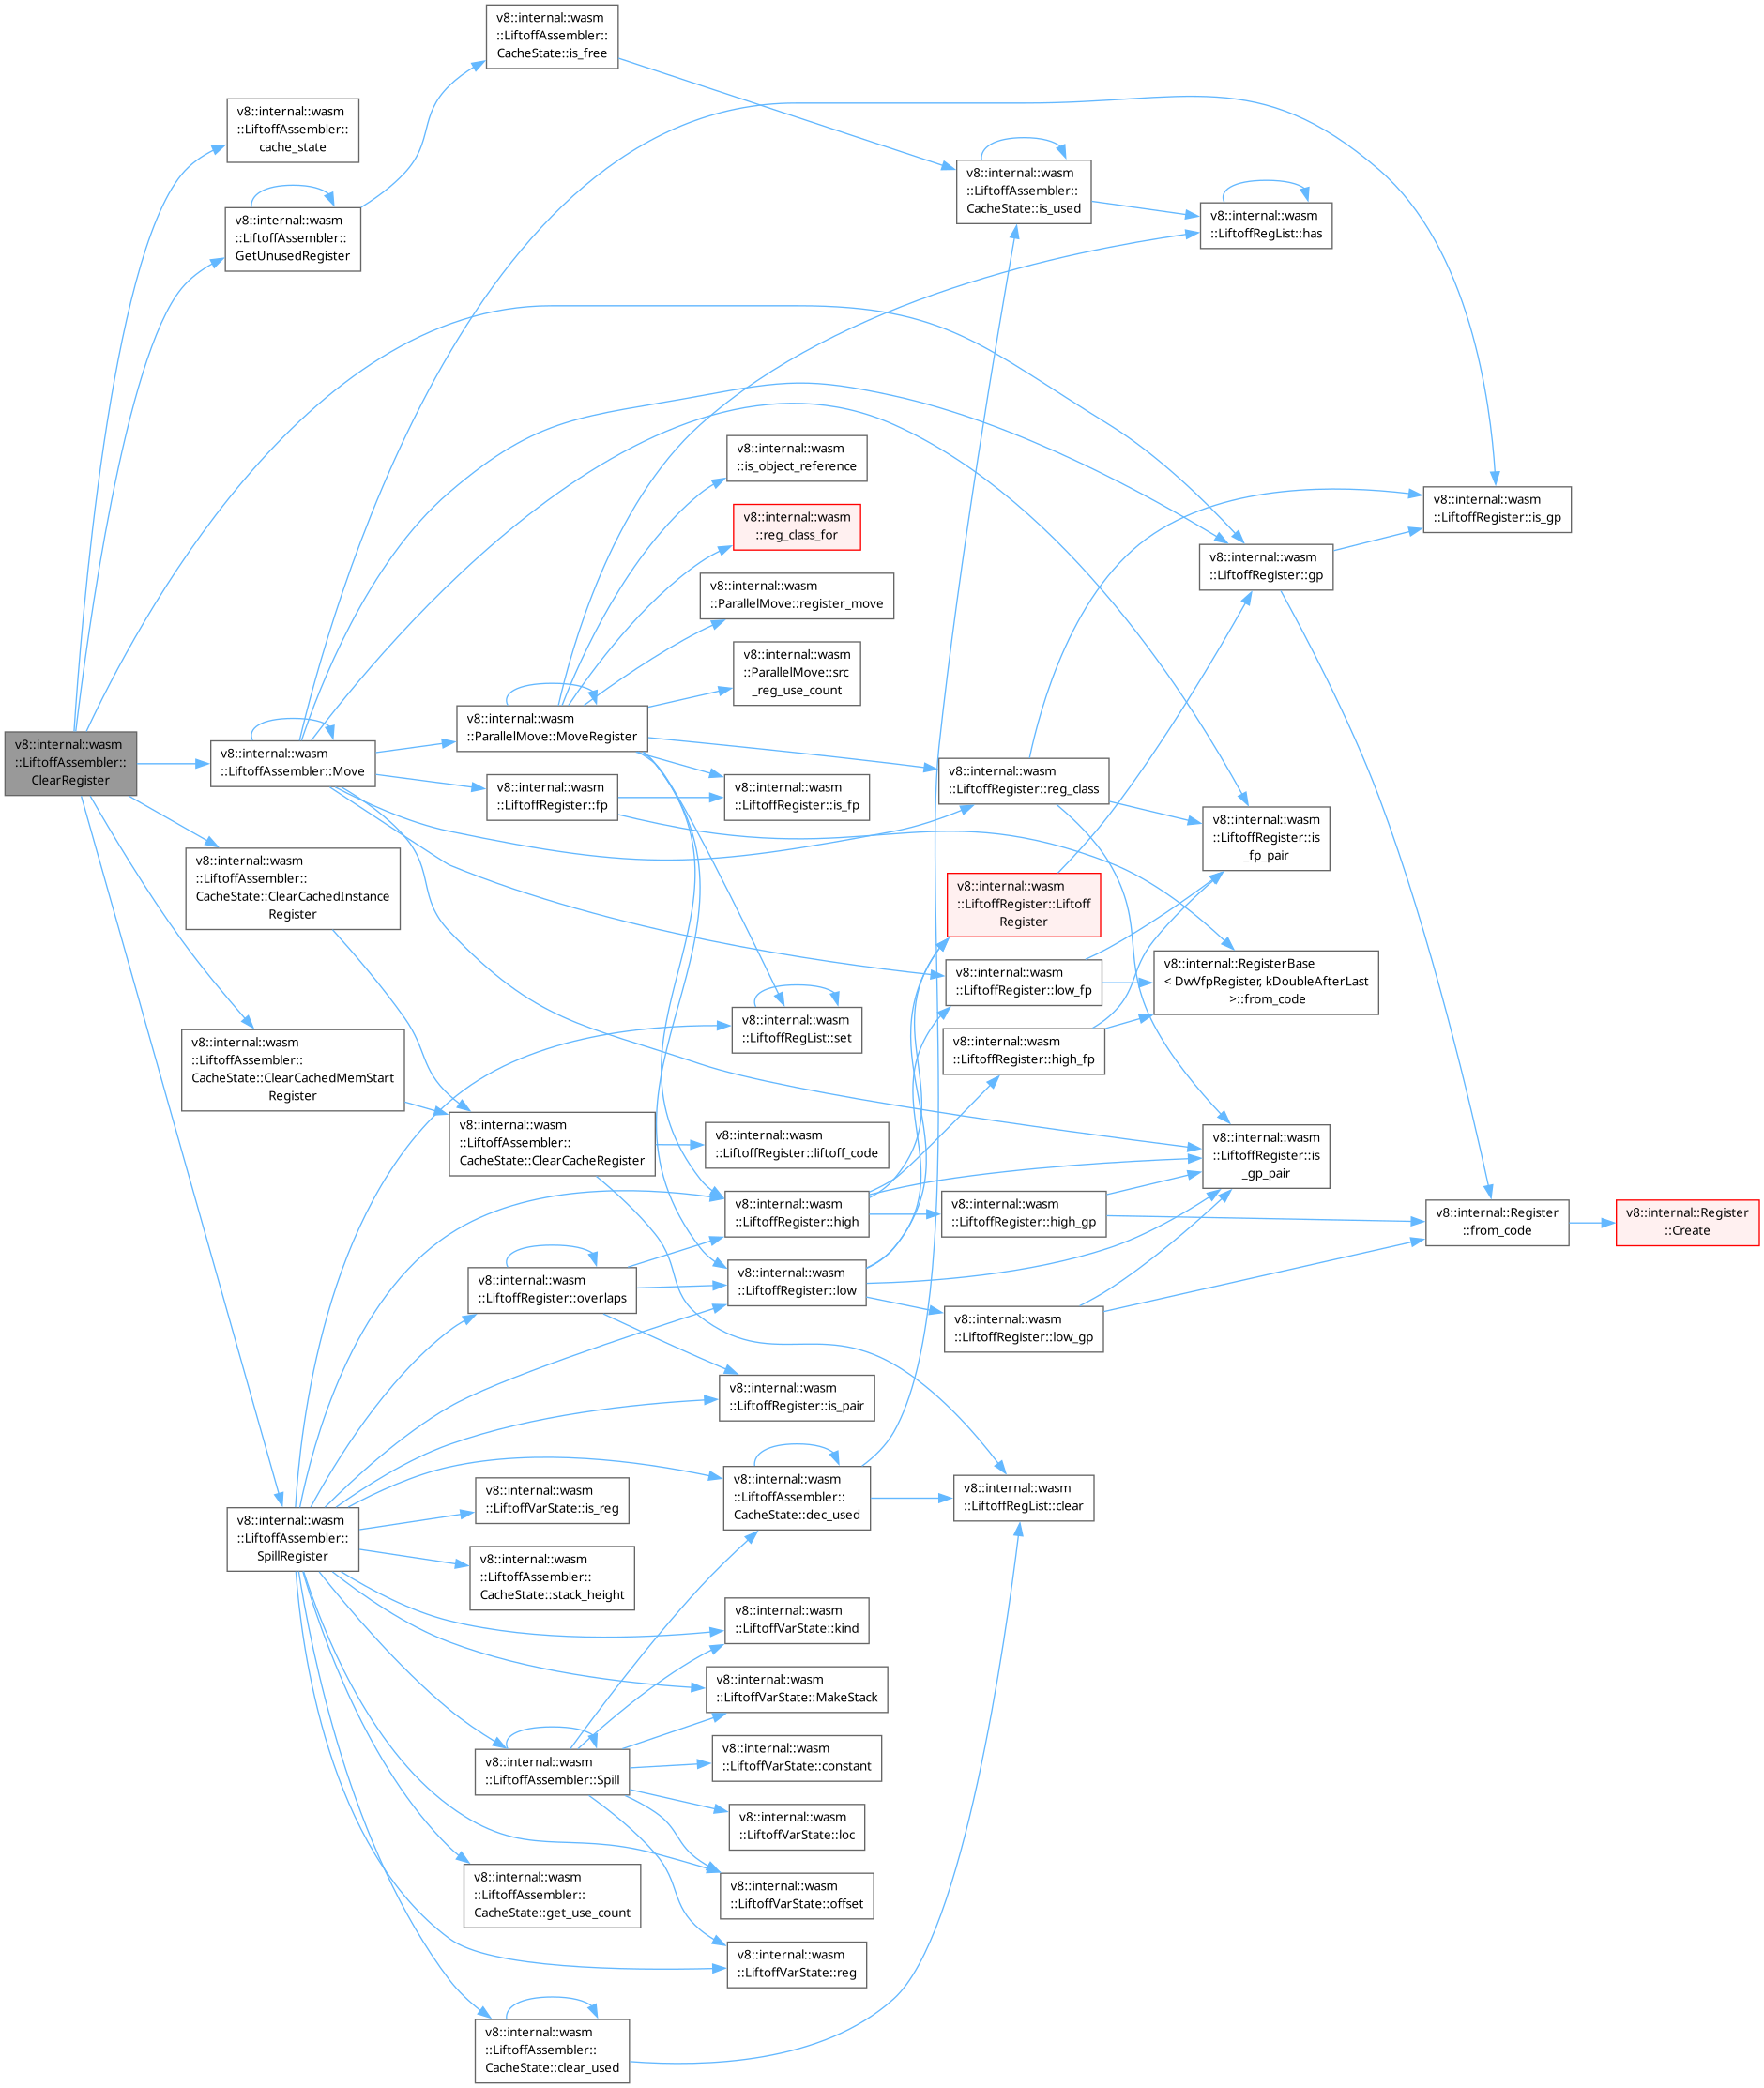 v8::internal::wasm
::LiftoffAssembler::
CacheState::is_free
v8::internal::wasm
::LiftoffAssembler::
cache_state
v8::internal::wasm
::LiftoffAssembler::
CacheState::is_used
v8::internal::wasm
::LiftoffRegList::has
v8::internal::wasm
::LiftoffAssembler::
GetUnusedRegister
v8::internal::wasm
::is_object_reference
v8::internal::wasm
::LiftoffRegister::is_gp
v8::internal::wasm
::reg_class_for
v8::internal::wasm
::LiftoffRegister::gp
v8::internal::wasm
::ParallelMove::register_move
v8::internal::wasm
::ParallelMove::src
_reg_use_count
v8::internal::wasm
::ParallelMove::MoveRegister
v8::internal::wasm
::LiftoffAssembler::
ClearRegister
v8::internal::wasm
::LiftoffAssembler::Move
v8::internal::wasm
::LiftoffRegister::fp
v8::internal::wasm
::LiftoffRegister::is_fp
v8::internal::wasm
::LiftoffRegister::reg_class
v8::internal::wasm
::LiftoffRegister::is
_fp_pair
v8::internal::wasm
::LiftoffAssembler::
CacheState::ClearCachedInstance
Register
v8::internal::wasm
::LiftoffRegister::Liftoff
Register
v8::internal::wasm
::LiftoffRegister::low_fp
v8::internal::RegisterBase
< DwVfpRegister, kDoubleAfterLast
>::from_code
v8::internal::wasm
::LiftoffRegList::set
v8::internal::wasm
::LiftoffRegister::high_fp
v8::internal::wasm
::LiftoffAssembler::
CacheState::ClearCachedMemStart
Register
v8::internal::wasm
::LiftoffAssembler::
CacheState::ClearCacheRegister
v8::internal::wasm
::LiftoffRegister::liftoff_code
v8::internal::wasm
::LiftoffRegister::is
_gp_pair
v8::internal::wasm
::LiftoffRegister::high
v8::internal::wasm
::LiftoffRegister::high_gp
v8::internal::Register
::from_code
v8::internal::Register
::Create
v8::internal::wasm
::LiftoffRegister::overlaps
v8::internal::wasm
::LiftoffRegister::low
v8::internal::wasm
::LiftoffRegister::low_gp
v8::internal::wasm
::LiftoffRegister::is_pair
v8::internal::wasm
::LiftoffAssembler::
SpillRegister
v8::internal::wasm
::LiftoffVarState::is_reg
v8::internal::wasm
::LiftoffAssembler::
CacheState::dec_used
v8::internal::wasm
::LiftoffRegList::clear
v8::internal::wasm
::LiftoffAssembler::
CacheState::stack_height
v8::internal::wasm
::LiftoffVarState::kind
v8::internal::wasm
::LiftoffVarState::MakeStack
v8::internal::wasm
::LiftoffAssembler::Spill
v8::internal::wasm
::LiftoffVarState::constant
v8::internal::wasm
::LiftoffVarState::loc
v8::internal::wasm
::LiftoffAssembler::
CacheState::get_use_count
v8::internal::wasm
::LiftoffVarState::offset
v8::internal::wasm
::LiftoffVarState::reg
v8::internal::wasm
::LiftoffAssembler::
CacheState::clear_used